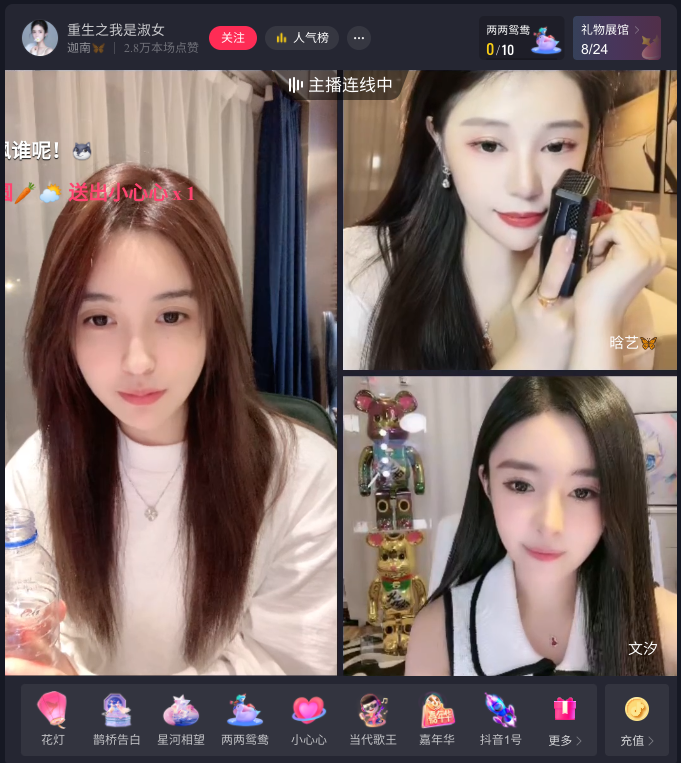 重生之我是淑女
迦南🦋 | 2.8万本场点赞
关注
人气榜
两两鸳鸯
0/10
礼物展馆
8/24
主播连线中
谁呢！
送出小心心 x 1
晗艺🦋
文汐
花灯
鹊桥告白
星河相望
两两鸳鸯
小心心
当代歌王
嘉年华
嘉年华
抖音1号
更多
充值